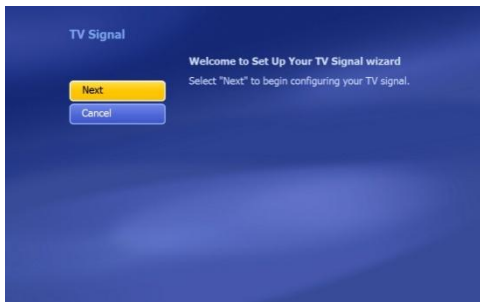 TV Signal
Welcome to Set Up Your TV Signal wizard
Select "Next" to begin configuring your TV signal.
Next
Cancel